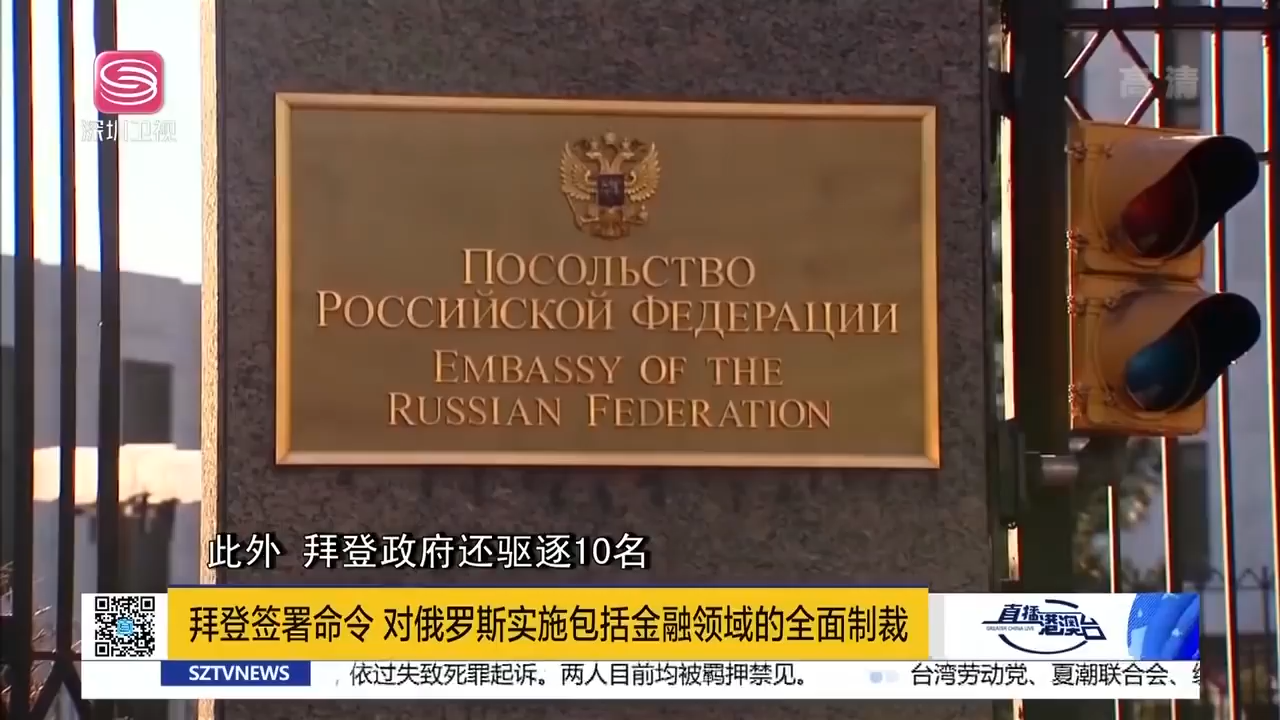 深圳卫视
高清
ПОСОЛЬСТВО
РОССИЙСКОЙ ФЕДЕРАЦИИ
EMBASSY OF THE
RUSSIAN FEDERATION
此外 拜登政府还驱逐10名
拜登签署命令 对俄罗斯实施包括金融领域的全面制裁
直播港澳台
GREATER CHINA LIVE
SZTVNEWS
，依过失致死罪起诉。两人目前均被羁押禁见。 台湾劳动党、夏潮联合会、